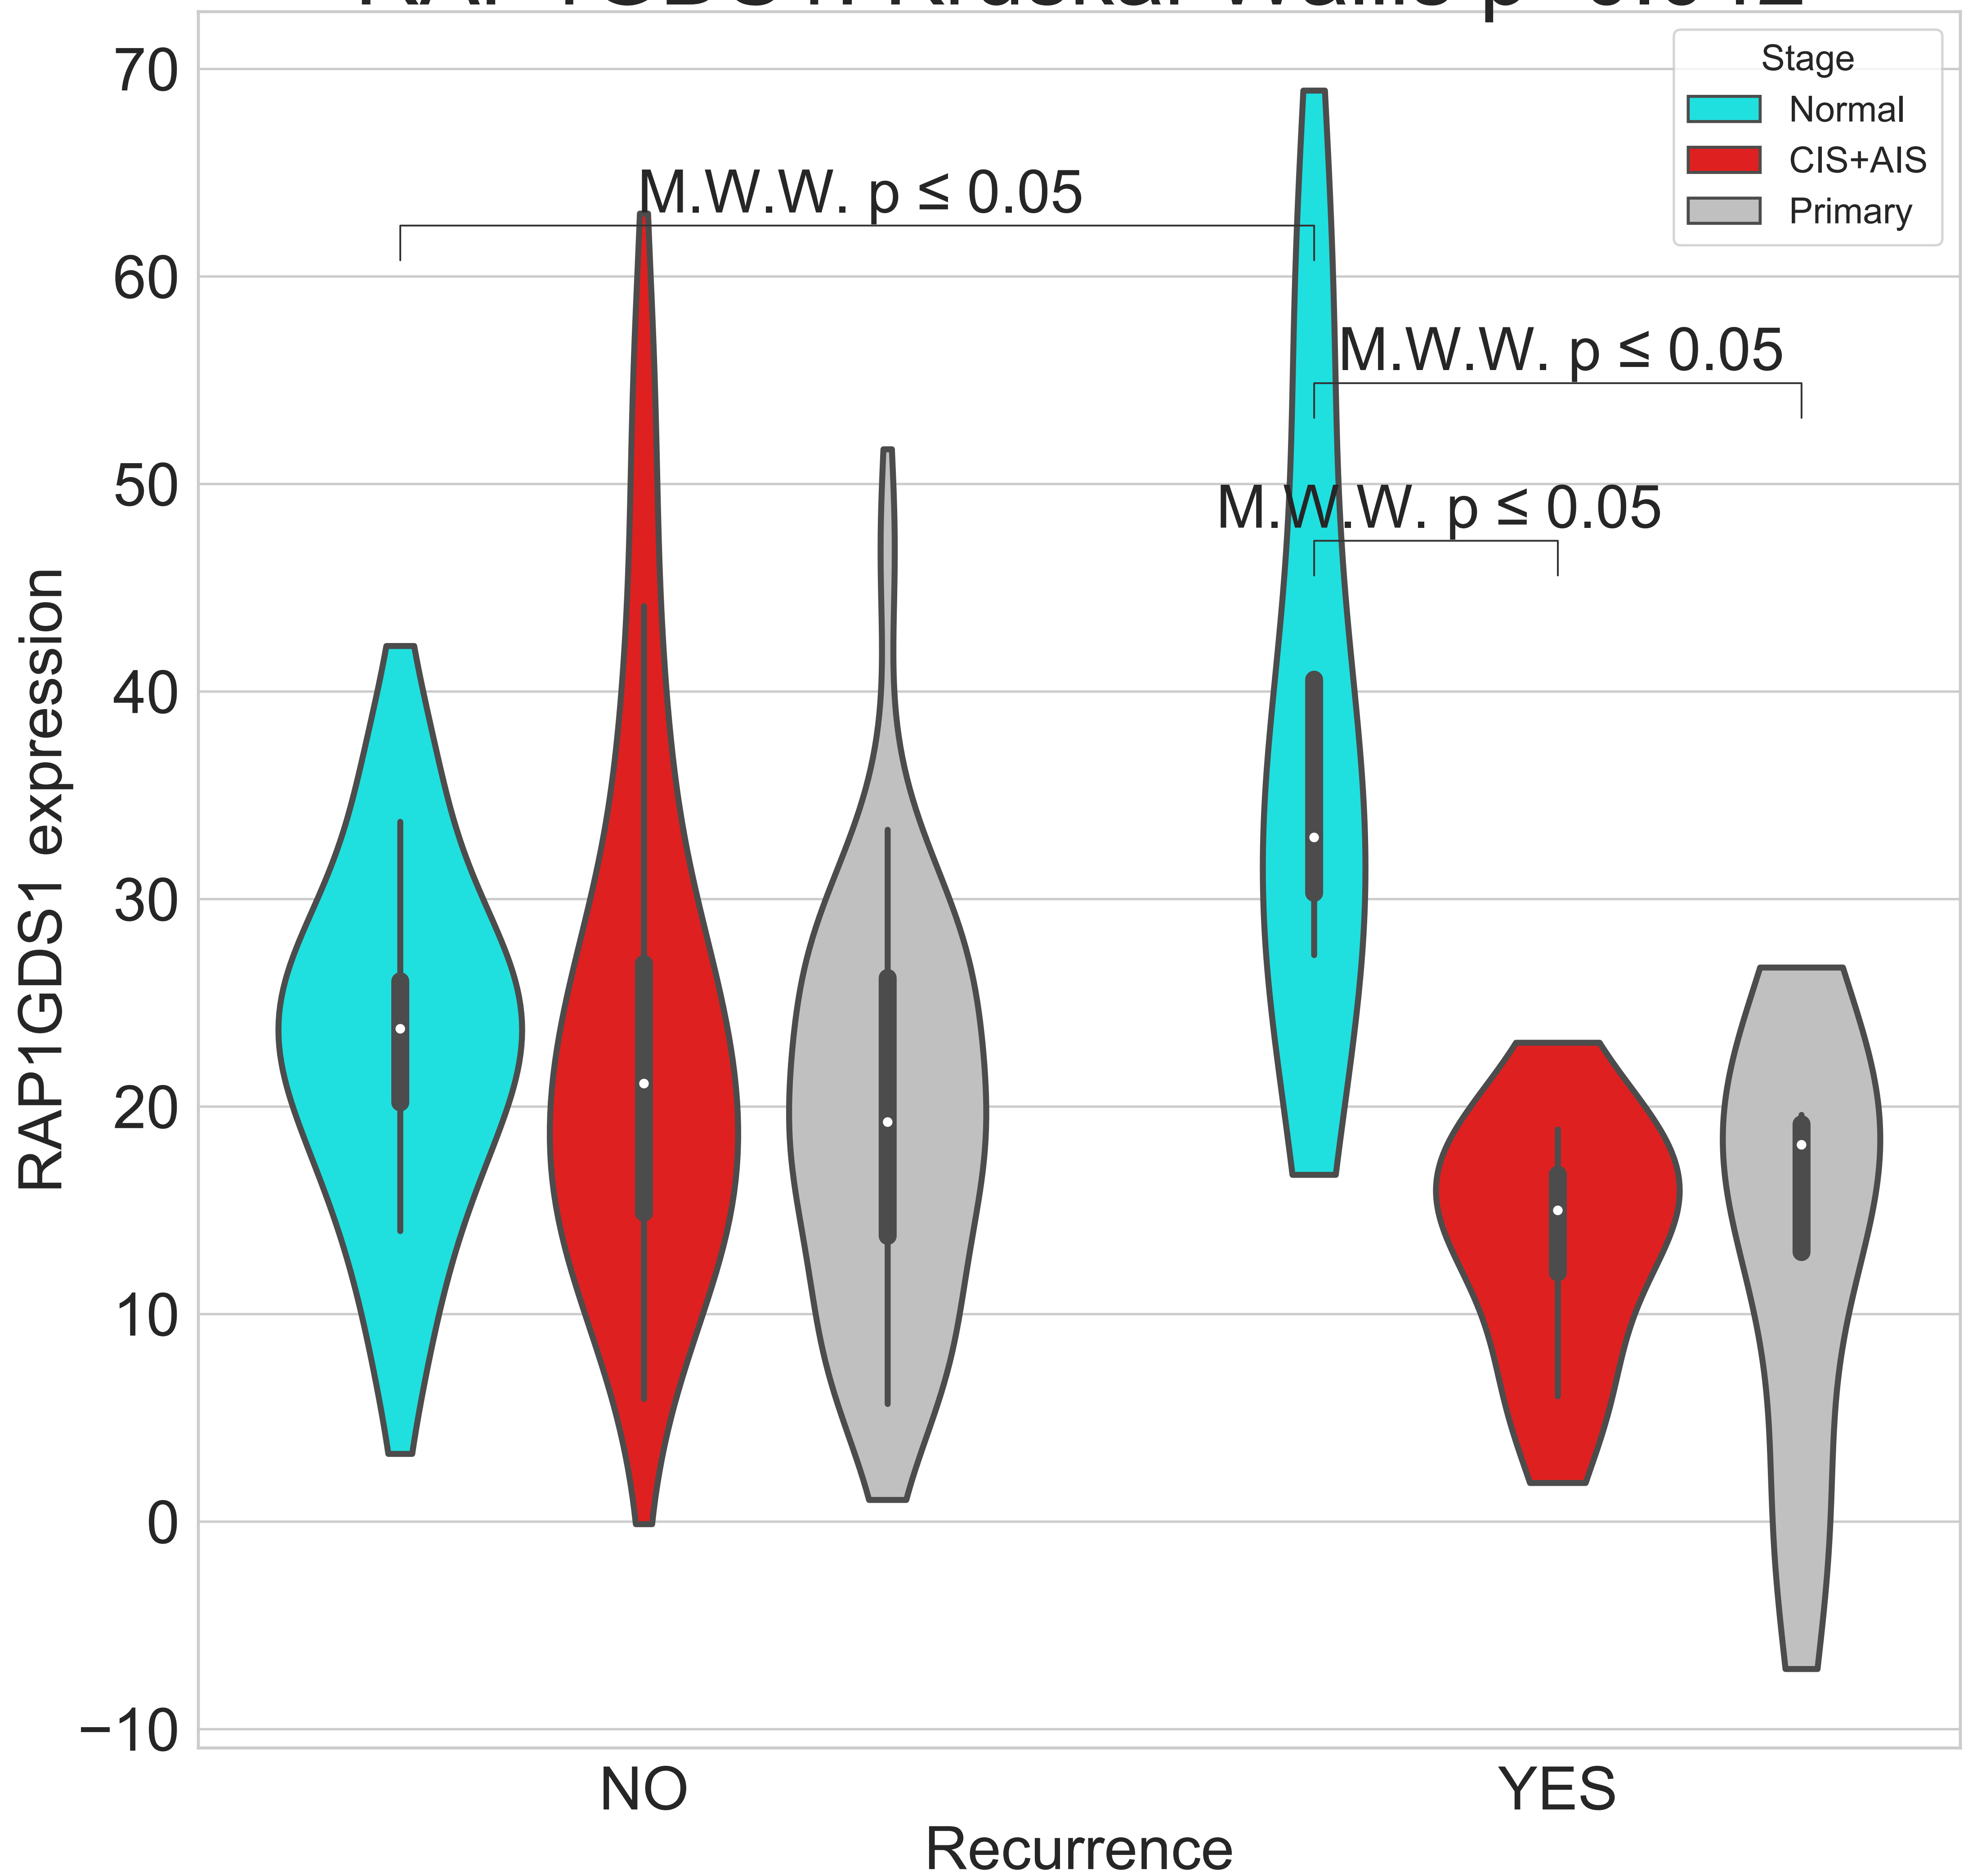 70
60
50
40
30
20
10
0
−10
RAP1GDS1 expression
Stage
Normal
CIS+AIS
Primary
M.W.W. p ≤ 0.05
M.W.W. p ≤ 0.05
M.W.W. p ≤ 0.05
NO
YES
Recurrence